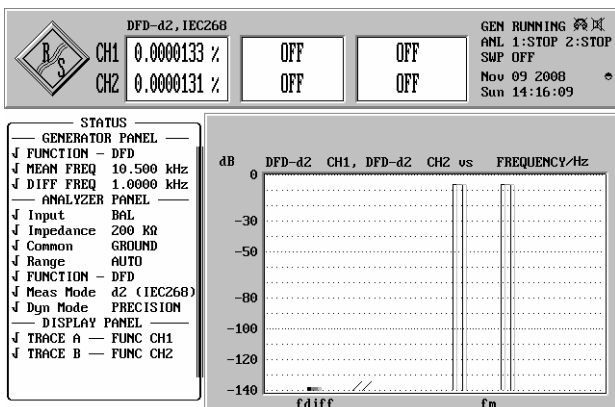 DFD-d2,IEC268
R S
CH1 0.0000133 % OFF OFF
CH2 0.0000131 % OFF OFF
GEN RUNNING
ANL 1:STOP 2:STOP
SWP OFF
Nov 09 2008
Sun 14:16:09
STATUS
GENERATOR PANEL
FUNCTION - DFD
MEAN FREQ 10.500 kHz
DIFF FREQ 1.0000 kHz
ANALYZER PANEL
Input BAL
Impedance 200 KΩ
Common GROUND
Range AUTO
FUNCTION - DFD
Meas Mode d2 (IEC268)
Dyn Mode PRECISION
DISPLAY PANEL
TRACE A — FUNC CH1
TRACE B — FUNC CH2
dB DFD-d2 CH1, DFD-d2 CH2 vs FREQUENCY/Hz
0
-30
-50
-80
-100
-120
-140
fdiff fm